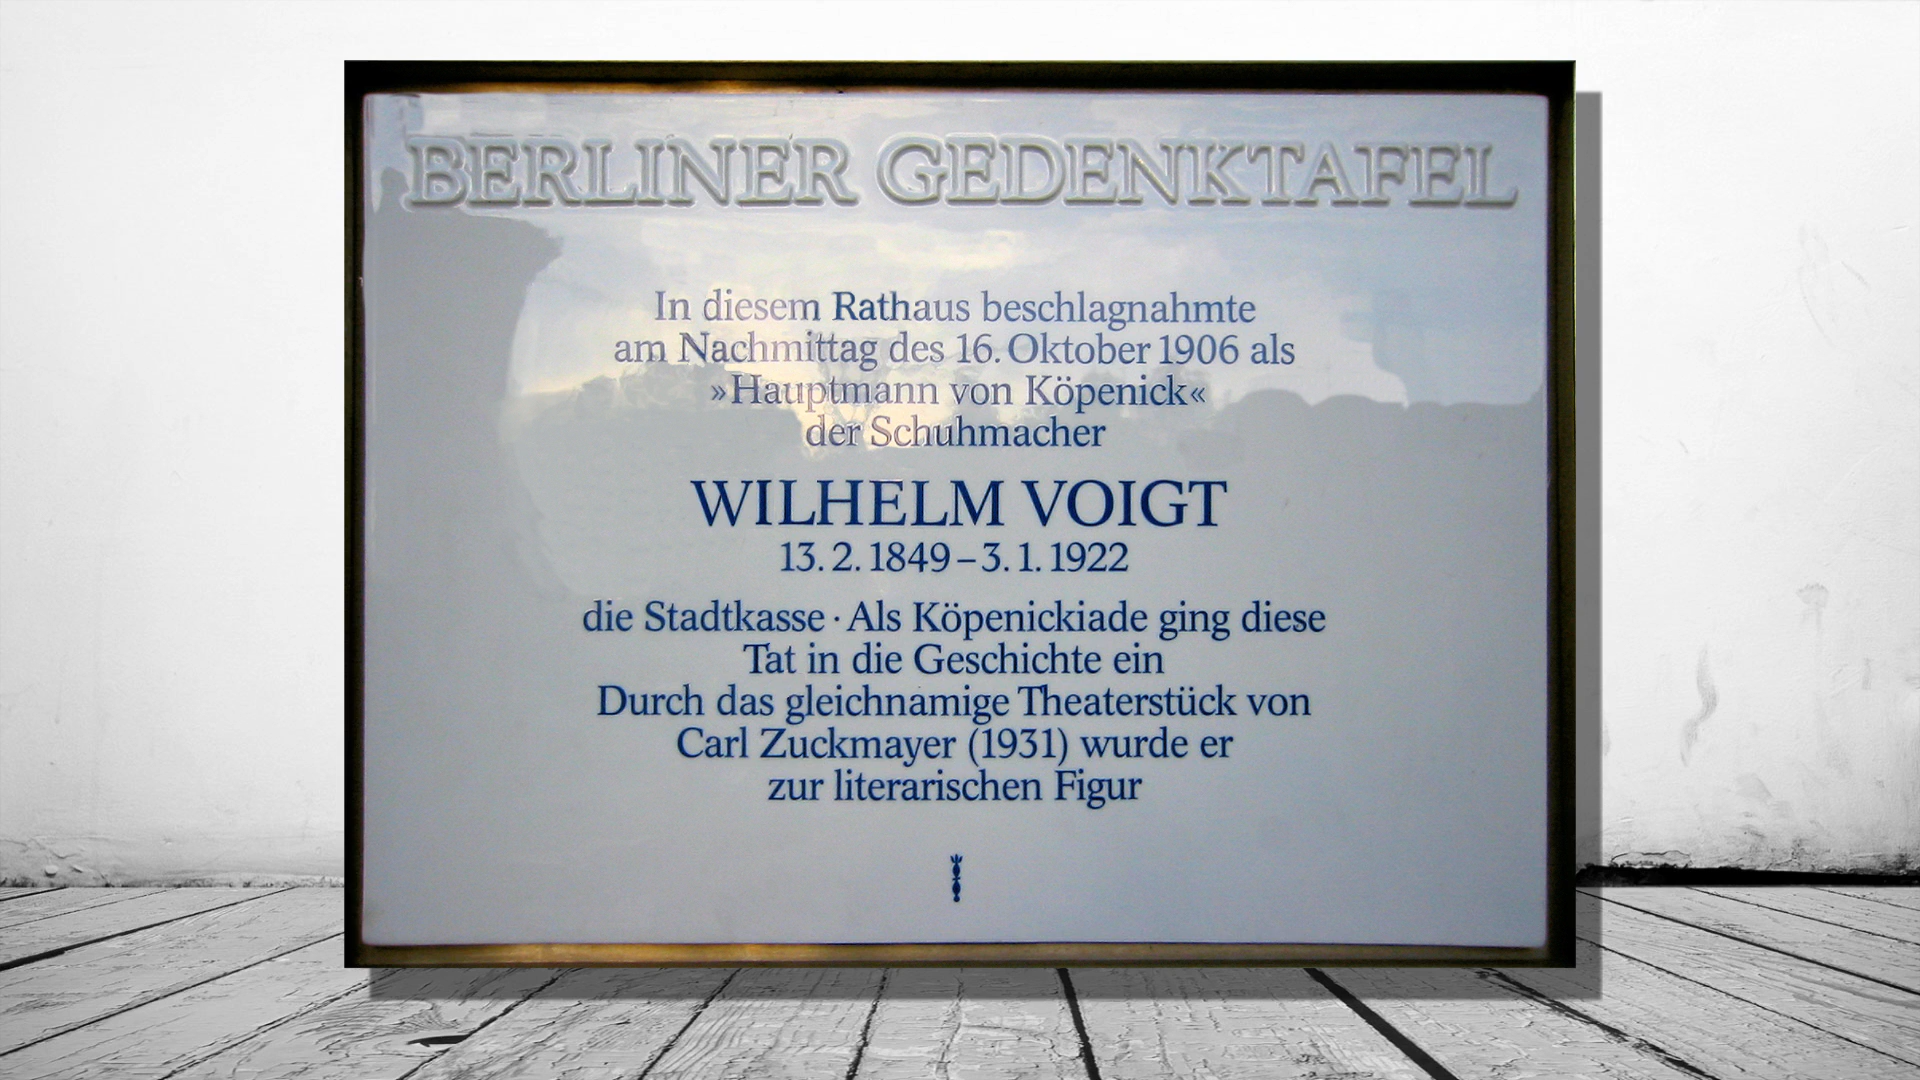 BERLINER GEDENKTAFEL
In diesem Rathaus beschlagnahmte
am Nachmittag des 16. Oktober 1906 als
»Hauptmann von Köpenick«
der Schuhmacher
WILHELM VOIGT
13. 2. 1849 – 3. 1. 1922
die Stadtkasse · Als Köpenickiade ging diese
Tat in die Geschichte ein
Durch das gleichnamige Theaterstück von
Carl Zuckmayer (1931) wurde er
zur literarischen Figur